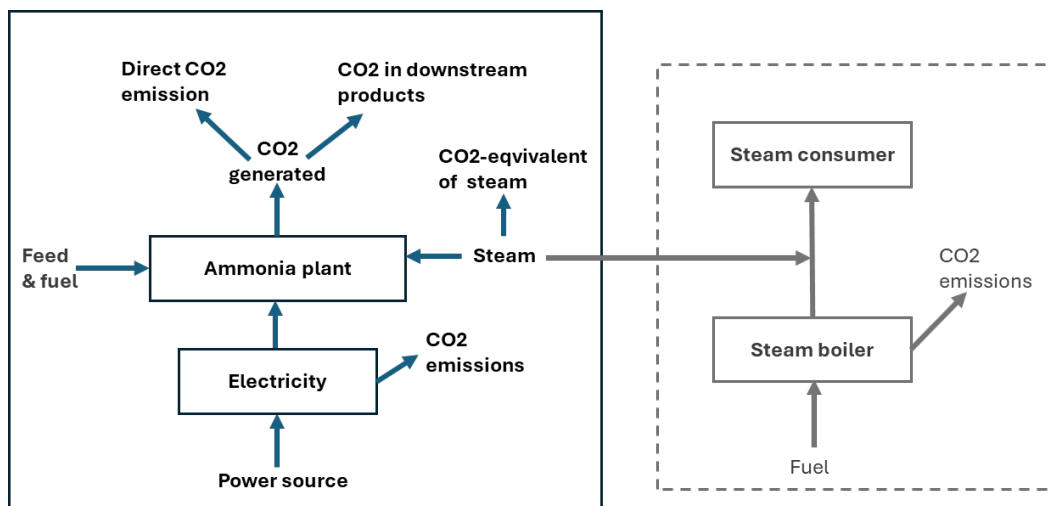 Direct CO2
emission
CO2 in downstream
products
CO2
generated
CO2-eqvivalent
of steam
Feed
& fuel
Ammonia plant
Steam
CO2
emissions
Electricity
Power source
Steam consumer
CO2
emissions
Steam boiler
Fuel